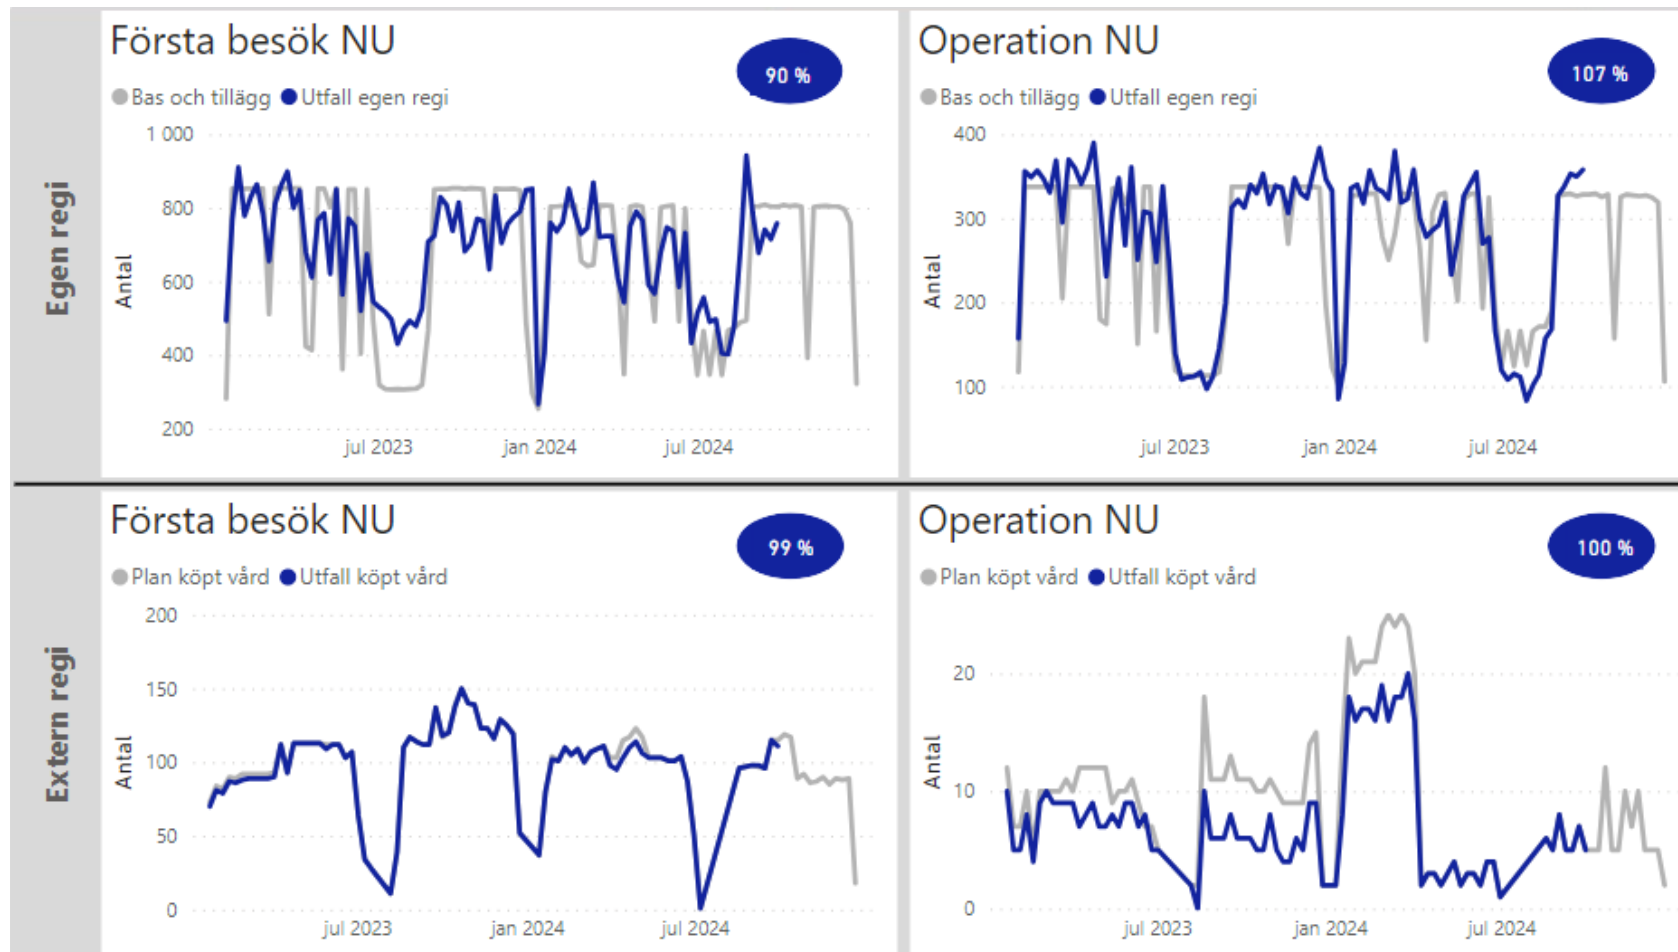 Egen regi
Första besök NU
90 %
Bas och tillägg Utfall egen regi
Antal
1 000
800
600
400
200
jul 2023 jan 2024 jul 2024
Operation NU
107 %
Bas och tillägg Utfall egen regi
Antal
400
300
200
100
jul 2023 jan 2024 jul 2024
Extern regi
Första besök NU
99 %
Plan köpt vård Utfall köpt vård
Antal
200
150
100
50
0
jul 2023 jan 2024 jul 2024
Operation NU
100 %
Plan köpt vård Utfall köpt vård
Antal
20
10
0
jul 2023 jan 2024 jul 2024